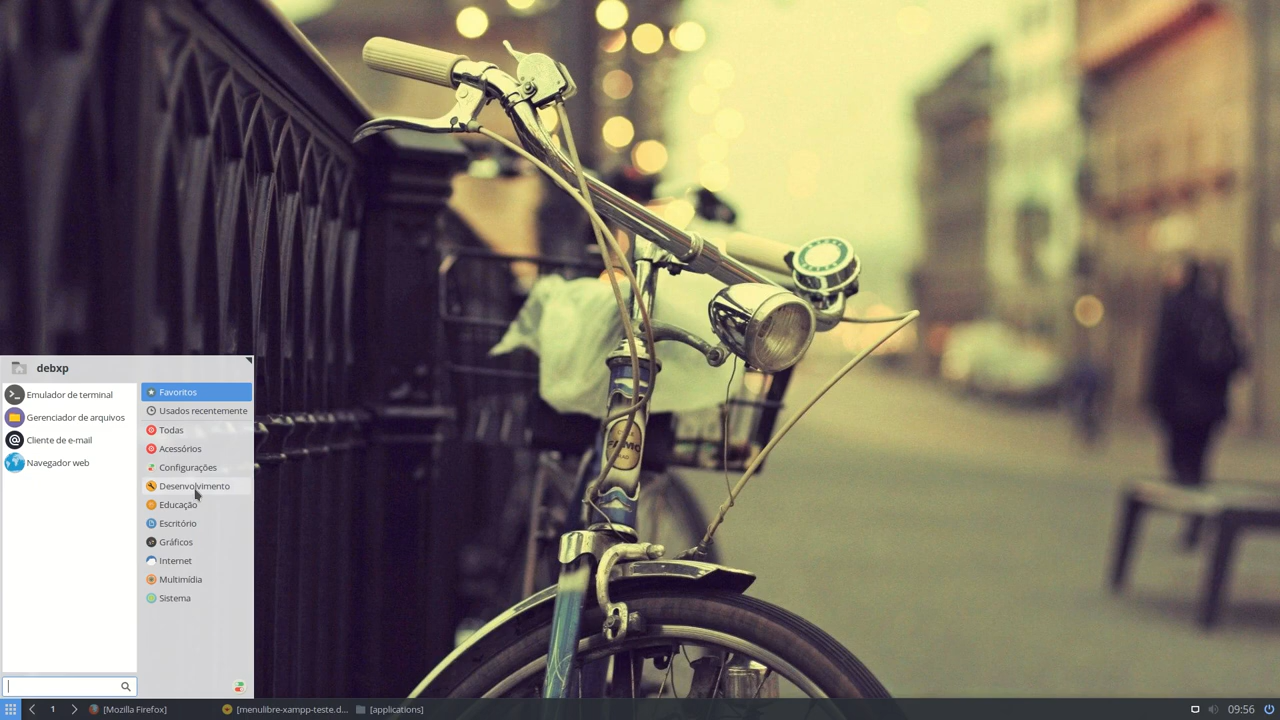 debxp
Emulador de terminal
Gerenciador de arquivos
Cliente de e-mail
Navegador web
Favoritos
Usados recentemente
Todas
Acessórios
Configurações
Desenvolvimento
Educação
Escritório
Gráficos
Internet
Multimídia
Sistema
1
[Mozilla Firefox]
[menulibre-xampp-teste.d...
[applications]
09:56